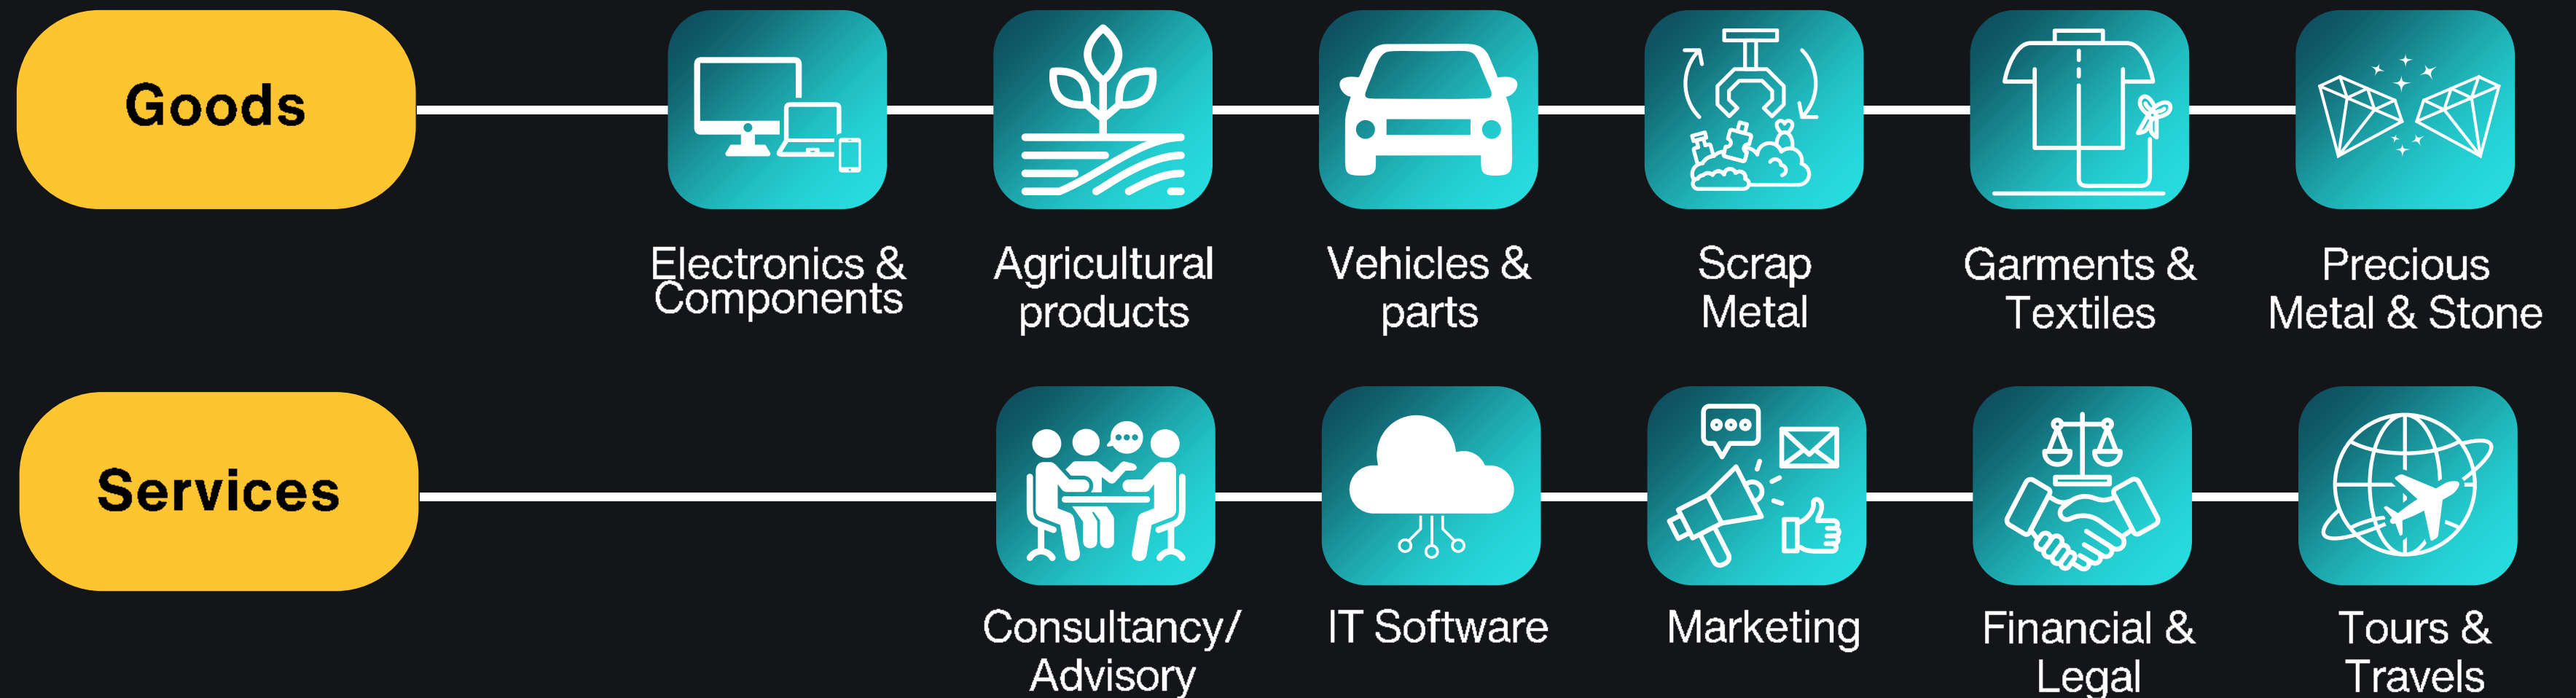 Goods
Electronics &
Components
Agricultural
products
Vehicles &
parts
Scrap
Metal
Garments &
Textiles
Precious
Metal & Stone
Services
Consultancy/
Advisory
IT Software
Marketing
Financial &
Legal
Tours &
Travels